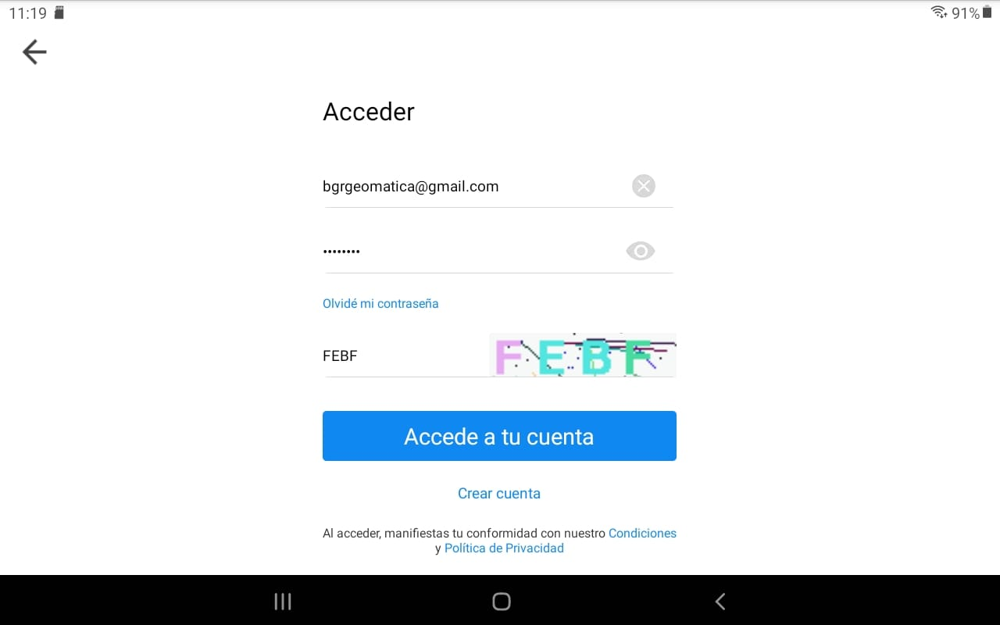 11:19 91%
Acceder
bgrgeomatica@gmail.com
••••••••
Olvidé mi contraseña
FEBF FEBF
Accede a tu cuenta
Crear cuenta
Al acceder, manifiestas tu conformidad con nuestro Condiciones
y Política de Privacidad